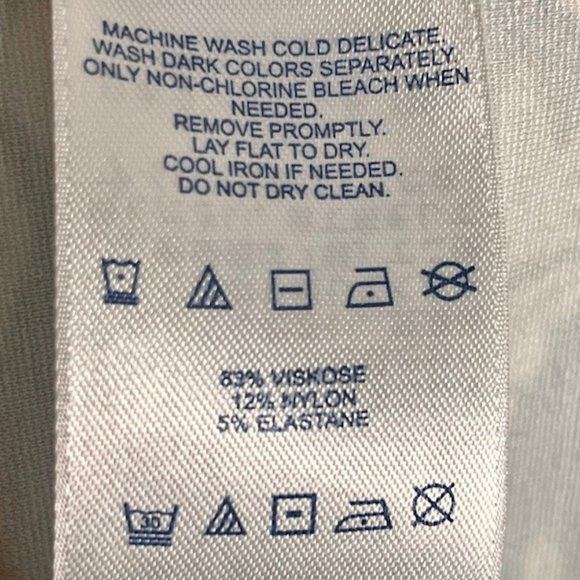 MACHINE WASH COLD DELICATE.
WASH DARK COLORS SEPARATELY
ONLY NON-CHLORINE BLEACH WHEN
NEEDED.
REMOVE PROMPTLY.
LAY FLAT TO DRY.
COOL IRON IF NEEDED.
DO NOT DRY CLEAN.
83% VISKOSE
12% NYLON
5% ELASTANE
30